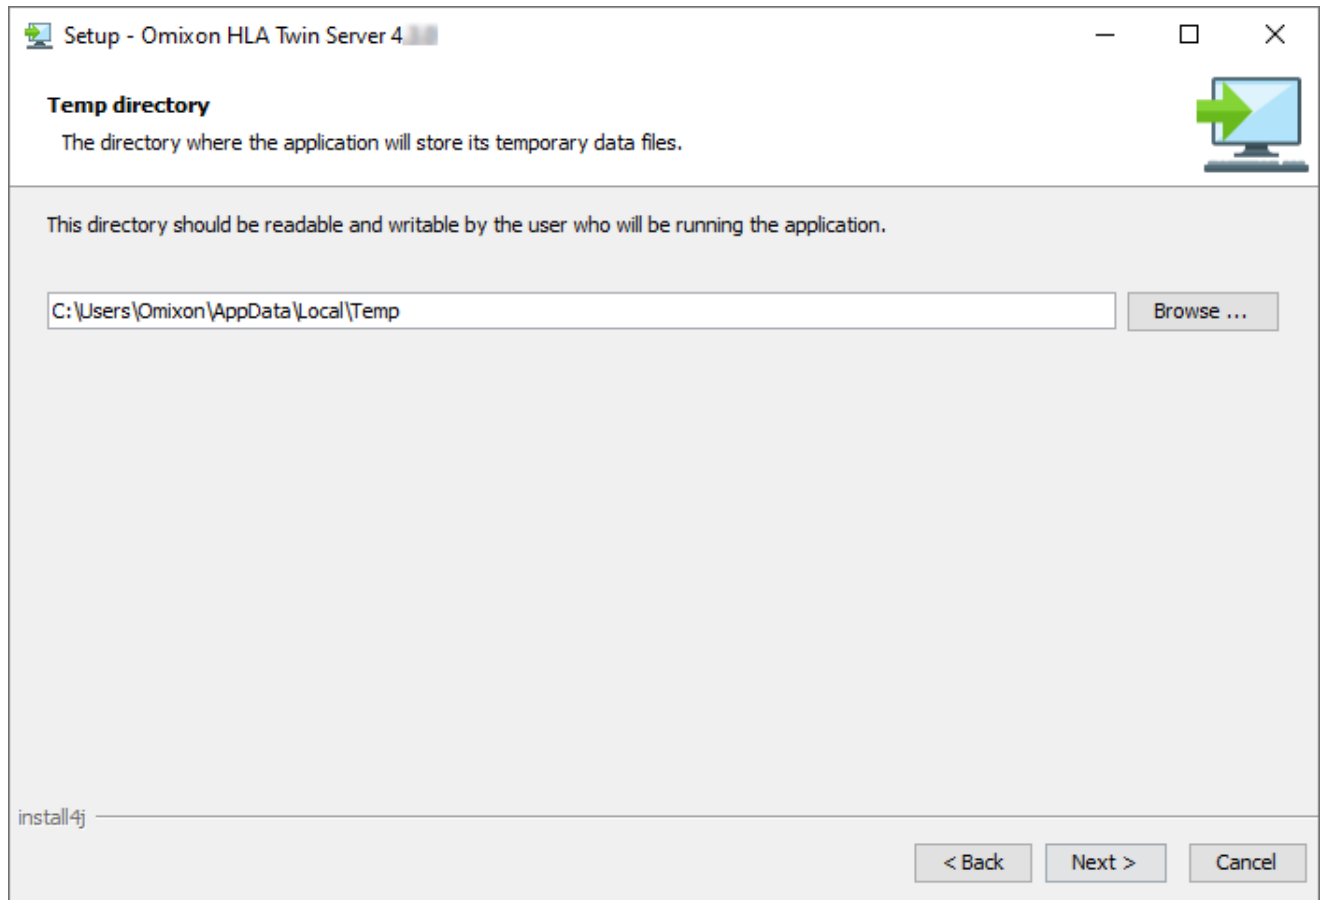 Setup - Omixon HLA Twin Server 4
Temp directory
The directory where the application will store its temporary data files.
This directory should be readable and writable by the user who will be running the application.
C:\Users\Omixon\AppData\Local\Temp
Browse ...
install4j
< Back
Next >
Cancel